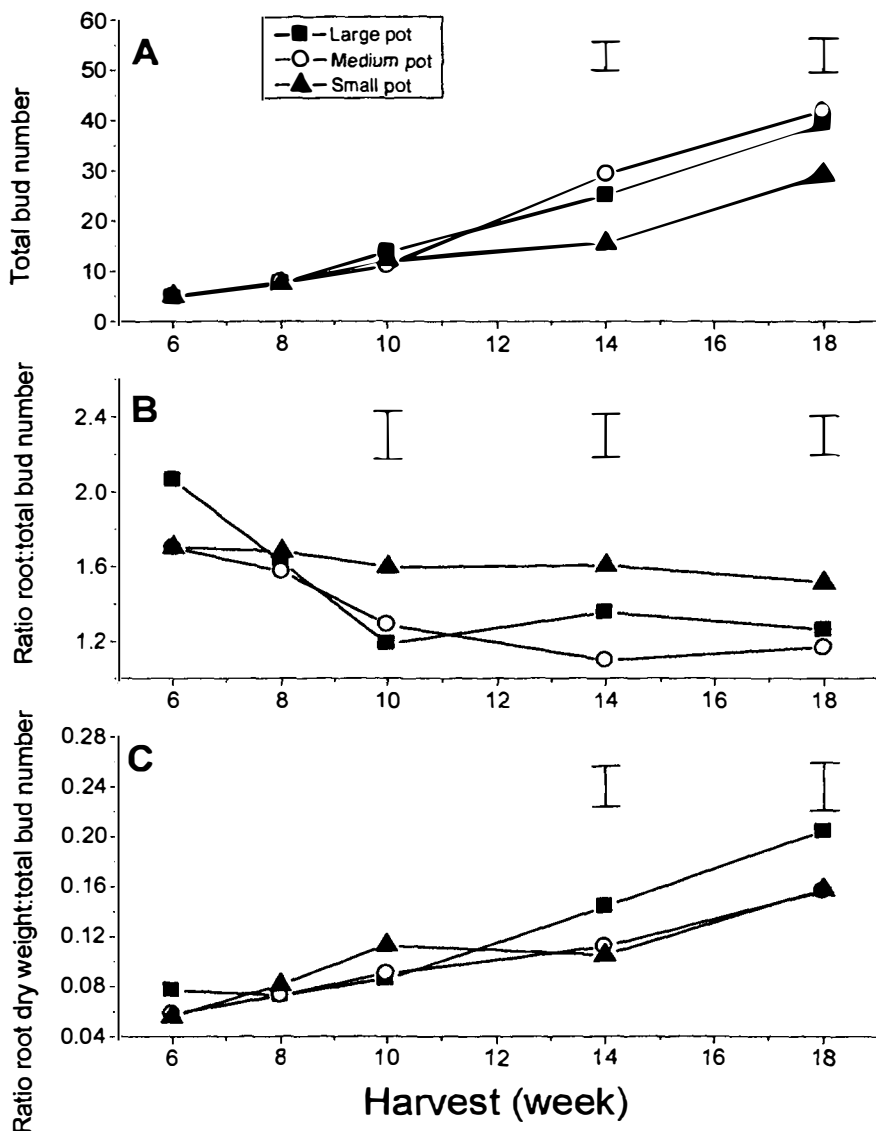 A
Large pot
Medium pot
Small pot
Total bud number
60
50
40
30
20
10
0
6 8 10 12 14 16 18
B
Ratio root:total bud number
2.4
2.0
1.6
1.2
6 8 10 12 14 16 18
C
Ratio root dry weight:total bud number
0.28
0.24
0.20
0.16
0.12
0.08
0.04
6 8 10 12 14 16 18
Harvest (week)